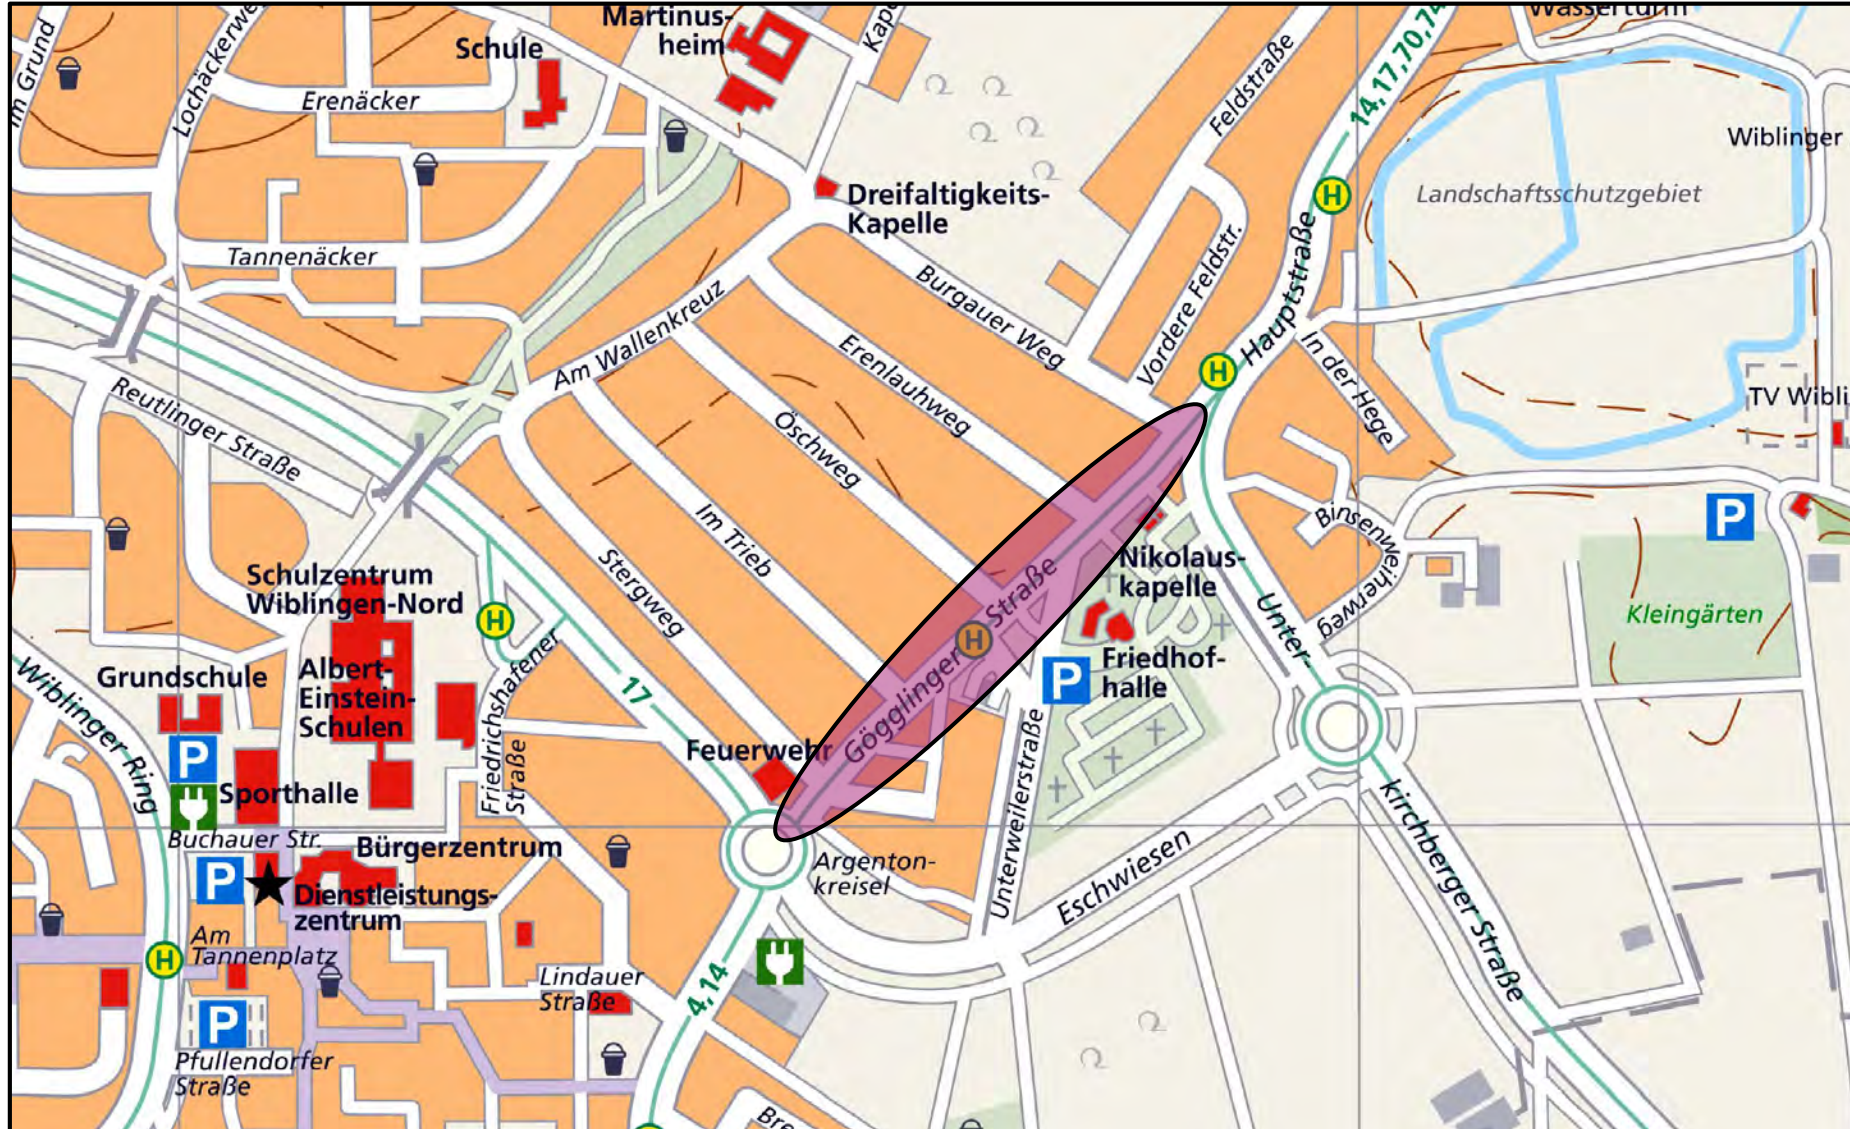 Wasserturm
Martinus-
heim
Schule
14,17,70,74
Im Grund
Feldstraße
Erenäcker
Wiblinger
Landschaftsschutzgebiet
H
Dreifaltigkeits-
Kapelle
Tannenäcker
Hauptstraße
Vordere Feldstr.
Burgauer Weg
Am Wallenkreuz
Erenlauhweg
H
In der Hege
Reutlinger Straße
TV Wibli
Öschweg
Im Trieb
Binsenweiherweg
P
Schulzentrum
Wiblingen-Nord
Stergweg
Nikolaus-
kapelle
H
Gögglinger Straße
H
Unter-
Kleingärten
Wiblinger Ring
Grundschule
Albert-
Einstein-
Schulen
Friedrichshafener
Straße
17
P
Friedhof-
halle
Feuerwehr
P
Sporthalle
Unterweilerstraße
kirchberger Straße
Buchauer Str.
Bürgerzentrum
P
Dienstleistungs-
zentrum
Argenton-
kreisel
Eschwiesen
Am
Tannenplatz
H
Lindauer
Straße
4,14
P
Pfullendorfer
Straße